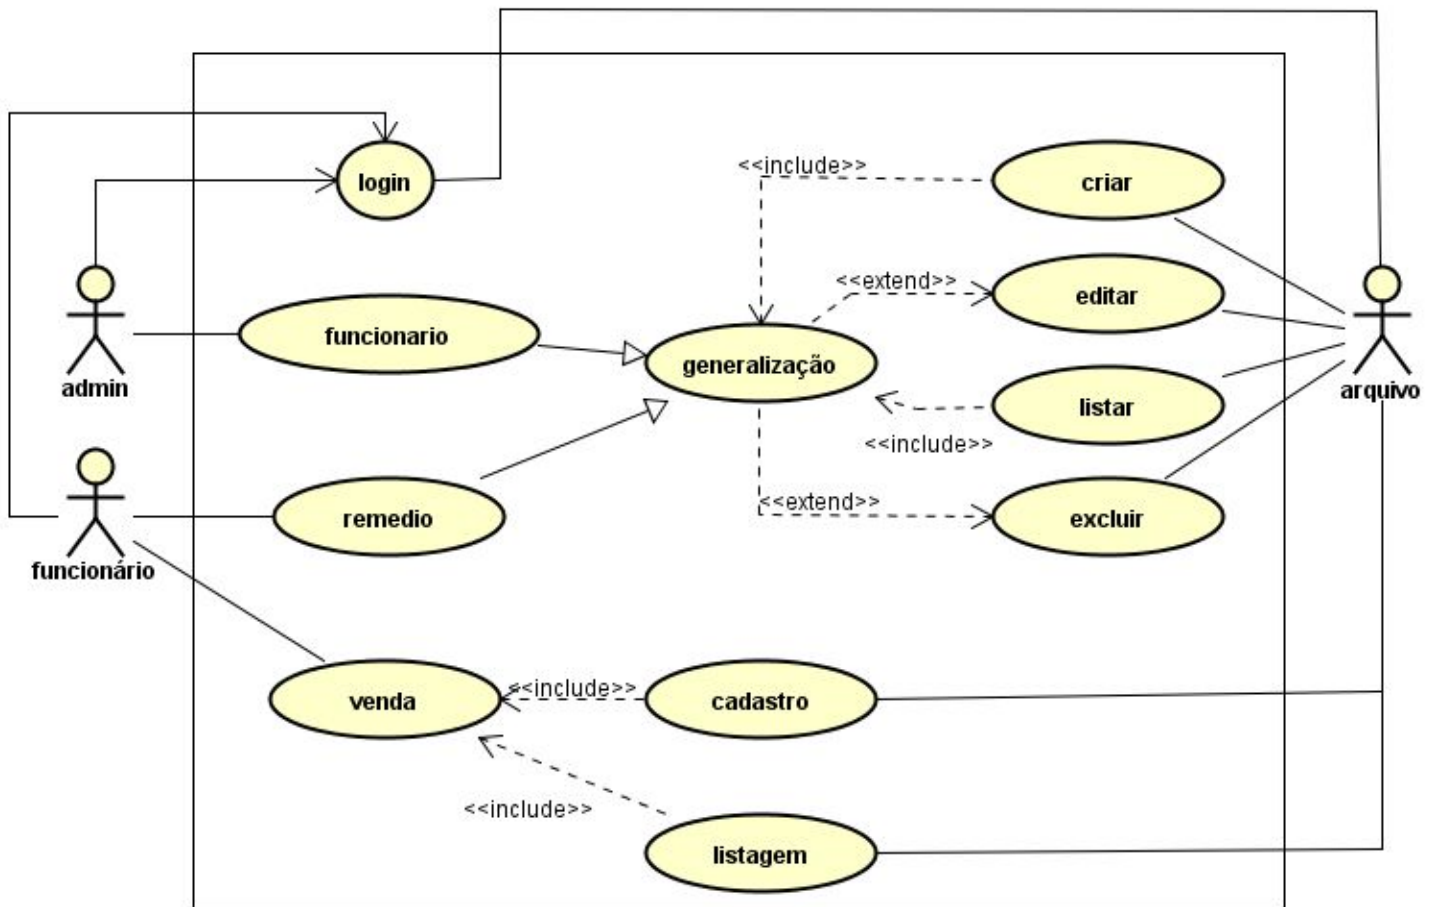 login
<<include>>
criar
<<extend>>
editar
admin
funcionario
generalização
arquivo
listar
<<include>>
<<extend>>
excluir
remedio
funcionário
venda
<<include>>
cadastro
<<include>>
listagem